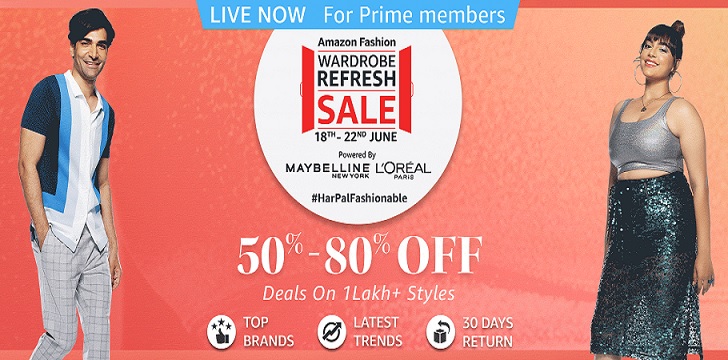 LIVE NOW For Prime members
Amazon Fashion
WARDROBE
REFRESH
SALE
18TH - 22ND JUNE
Powered By
MAYBELLINE L'ORÉAL
NEW YORK PARIS
#HarPalFashionable
50% - 80% OFF
Deals On 1Lakh+ Styles
TOP
BRANDS
LATEST
TRENDS
30 DAYS
RETURN